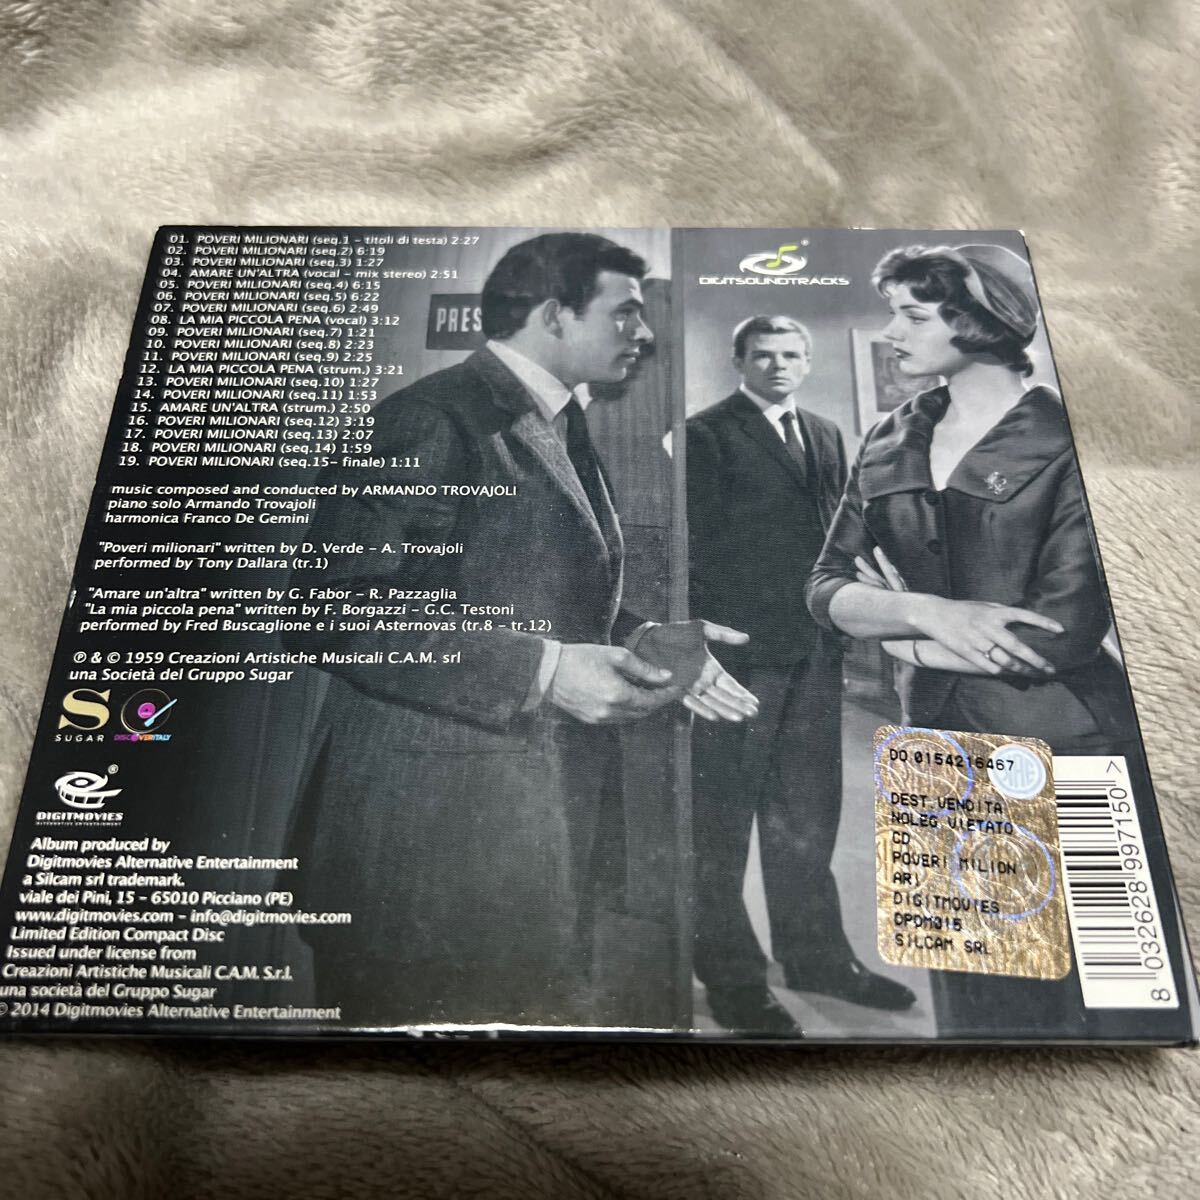 01. POVERI MILIONARI (seq.1 - titoli di testa) 2:27
02. POVERI MILIONARI (seq.2) 6:19
03. POVERI MILIONARI (seq.3) 1:27
04. AMARE UN'ALTRA (vocal - mix stereo) 2:51
05. POVERI MILIONARI (seq.4) 6:15
06. POVERI MILIONARI (seq.5) 6:22
07. POVERI MILIONARI (seq.6) 2:49
08. LA MIA PICCOLA PENA (vocal) 3:12
09. POVERI MILIONARI (seq.7) 1:21
10. POVERI MILIONARI (seq.8) 2:23
11. POVERI MILIONARI (seq.9) 2:25
12. LA MIA PICCOLA PENA (strum.) 3:21
13. POVERI MILIONARI (seq.10) 1:27
14. POVERI MILIONARI (seq.11) 1:53
15. AMARE UN'ALTRA (strum.) 2:50
16. POVERI MILIONARI (seq.12) 3:19
17. POVERI MILIONARI (seq.13) 2:07
18. POVERI MILIONARI (seq.14) 1:59
19. POVERI MILIONARI (seq.15- finale) 1:11
music composed and conducted by ARMANDO TROVAJOLI
piano solo Armando Trovajoli
harmonica Franco De Gemini
"Poveri milionari" written by D. Verde - A. Trovajoli
performed by Tony Dallara (tr.1)
"Amare un'altra" written by G. Fabor - R. Pazzaglia
"La mia piccola pena" written by F. Borgazzi - G.C. Testoni
performed by Fred Buscaglione e i suoi Asternovas (tr.8 - tr.12)
℗ & © 1959 Creazioni Artistiche Musicali C.A.M. srl
una Società del Gruppo Sugar
S
SUGAR
DISCOVERITALY
®
DIGITMOVIES
ALTERNATIVE ENTERTAINMENT
Album produced by
Digitmovies Alternative Entertainment
a Silcam srl trademark.
viale dei Pini, 15 - 65010 Picciano (PE)
www.digitmovies.com - info@digitmovies.com
Limited Edition Compact Disc
Issued under license from
Creazioni Artistiche Musicali C.A.M. S.r.l.
una società del Gruppo Sugar
© 2014 Digitmovies Alternative Entertainment
PRES
®
DIGITSOUNDTRACKS
DO 0154216467
DEST.VENDITA
NOLEG.VIETATO
CD
POVERI MILION
ARI
DIGITMOVIES
DPDM015
SILCAM SRL
8 032628 997150 >